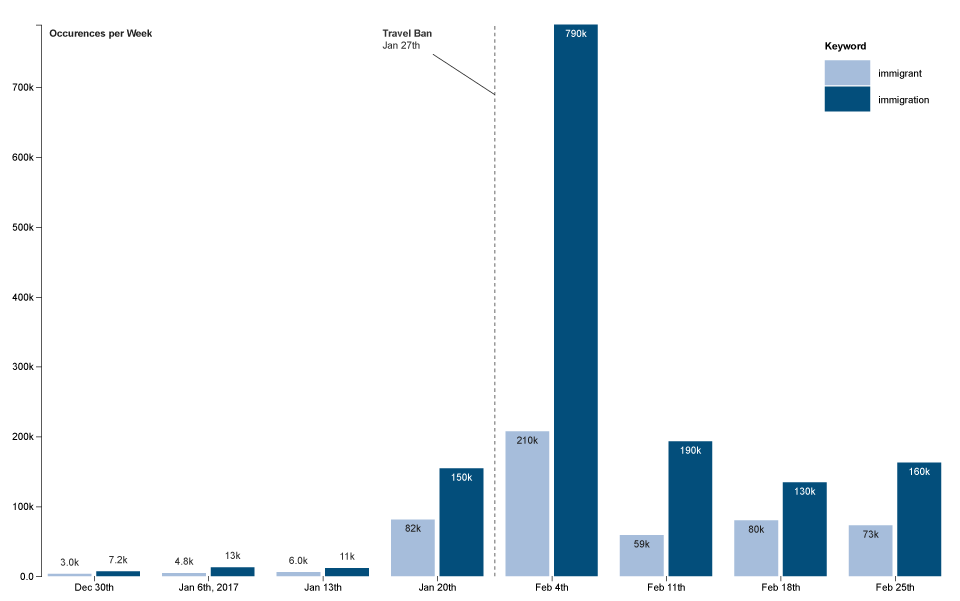 Occurences per Week
Travel Ban
Jan 27th
Keyword
immigrant
immigration
700k
600k
500k
400k
300k
200k
100k
0.0
3.0k
7.2k
4.8k
13k
6.0k
11k
82k
150k
210k
790k
59k
190k
80k
130k
73k
160k
Dec 30th
Jan 6th, 2017
Jan 13th
Jan 20th
Feb 4th
Feb 11th
Feb 18th
Feb 25th